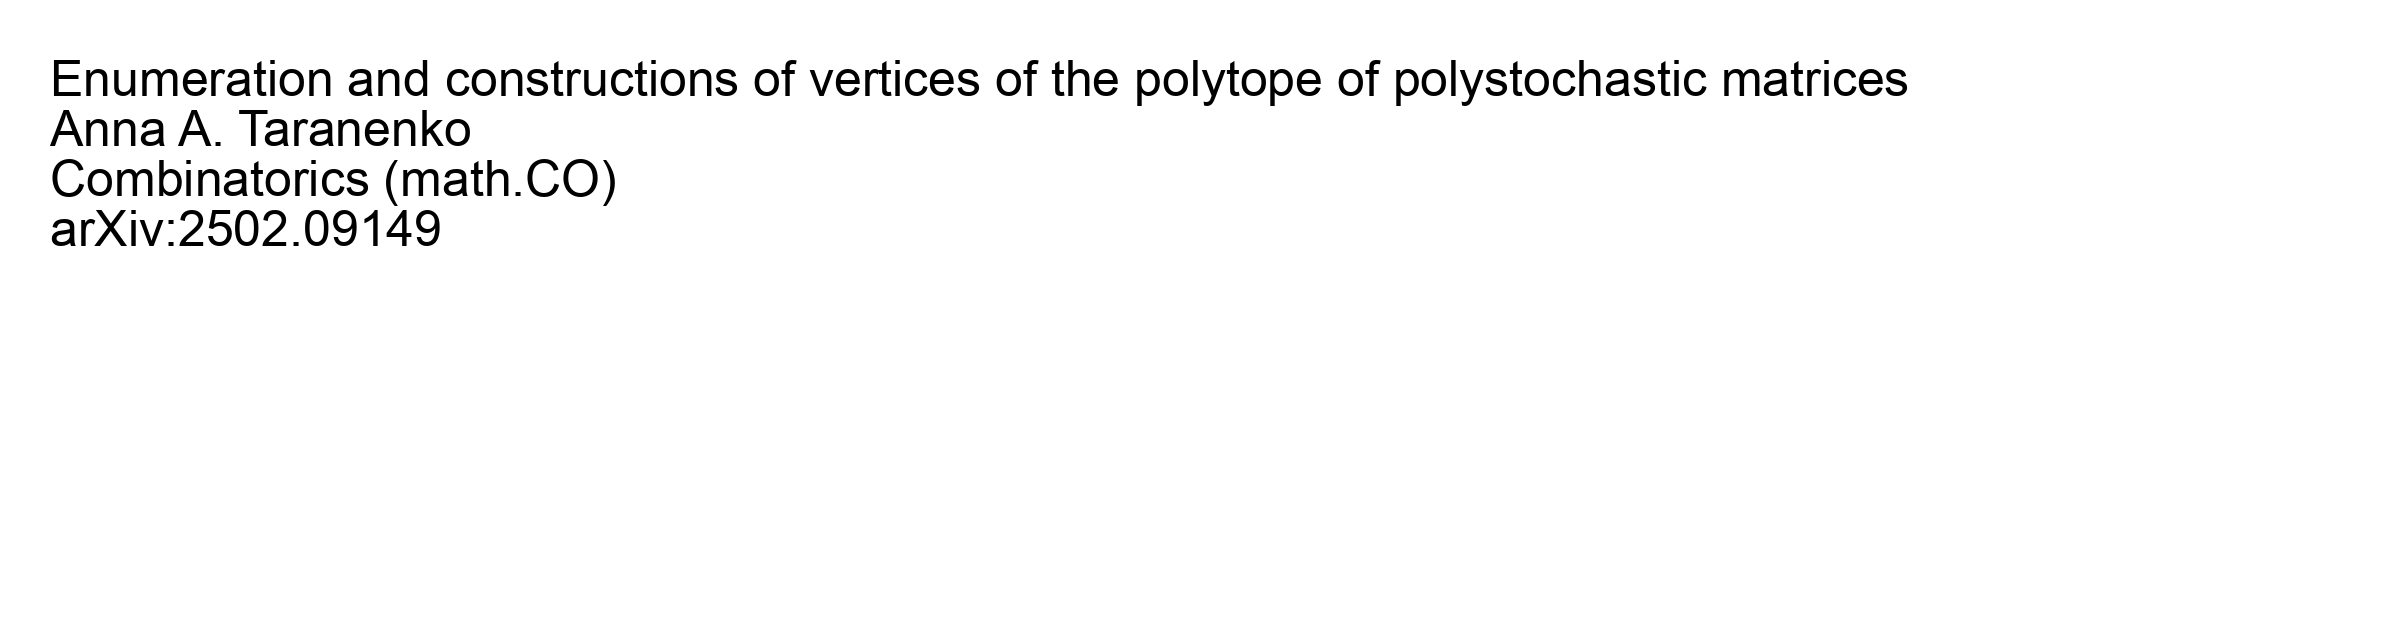 Enumeration and constructions of vertices of the polytope of polystochastic matrices
Anna A. Taranenko
Combinatorics (math.CO)
arXiv:2502.09149